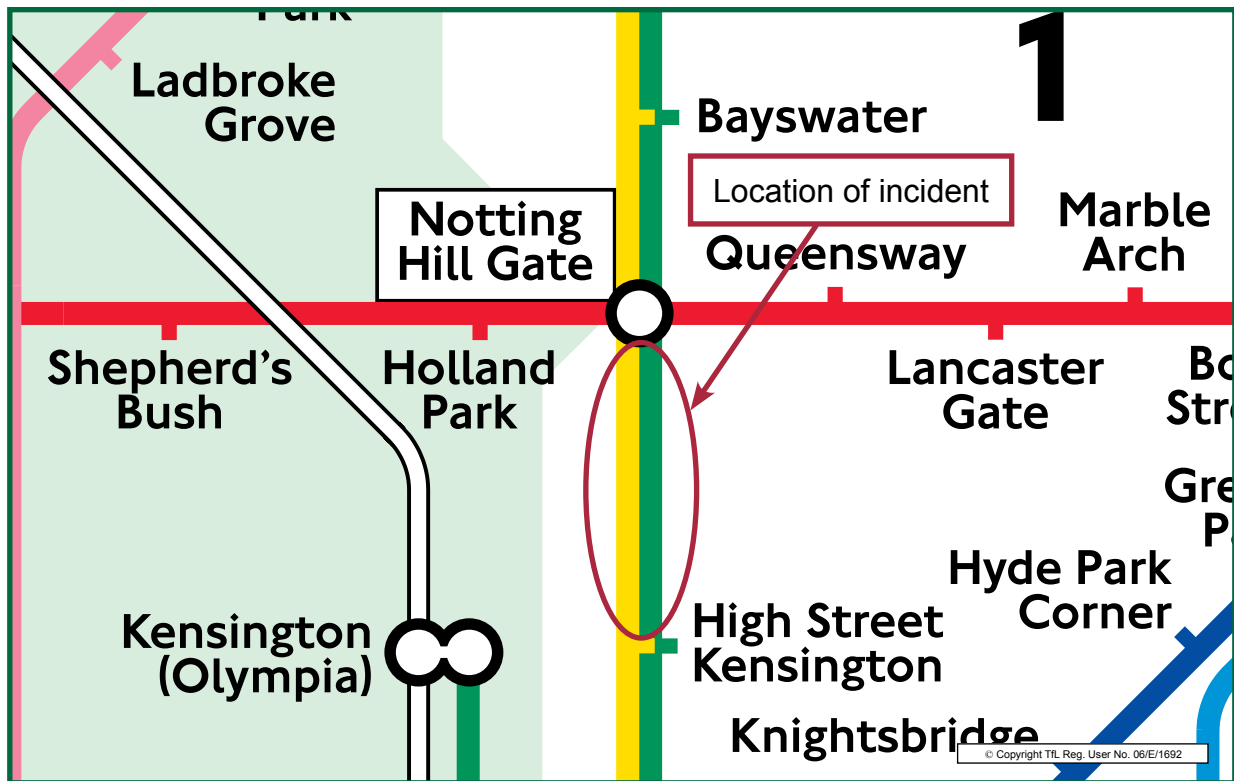 Park
1
Ladbroke
Grove
Bayswater
Location of incident
Notting
Hill Gate
Queensway
Marble
Arch
Shepherd's
Bush
Holland
Park
Lancaster
Gate
Hyde Park
Corner
Kensington
(Olympia)
High Street
Kensington
Knightsbridge
© Copyright TfL Reg. User No. 06/E/1692